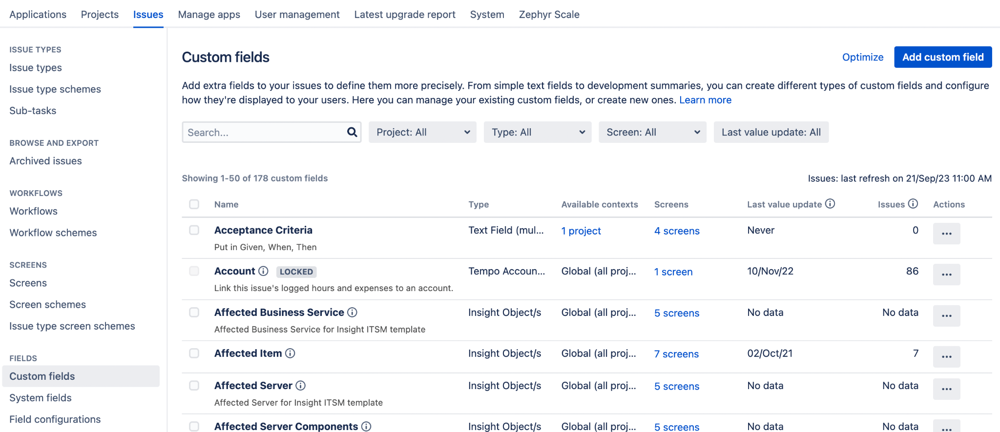 Applications Projects Issues Manage apps User management Latest upgrade report System Zephyr Scale
ISSUE TYPES
Issue types
Issue type schemes
Sub-tasks
BROWSE AND EXPORT
Archived issues
WORKFLOWS
Workflows
Workflow schemes
SCREENS
Screens
Screen schemes
Issue type screen schemes
FIELDS
Custom fields
System fields
Field configurations
Custom fields
Optimize Add custom field
Add extra fields to your issues to define them more precisely. From simple text fields to development summaries, you can create different types of custom fields and configure
how they're displayed to your users. Here you can manage your existing custom fields, or create new ones. Learn more
Search... Project: All Type: All Screen: All Last value update: All
Showing 1-50 of 178 custom fields Issues: last refresh on 21/Sep/23 11:00 AM
Name Type Available contexts Screens Last value update Issues Actions
Acceptance Criteria Text Field (mul... 1 project 4 screens Never 0 ...
Put in Given, When, Then
Account LOCKED Tempo Accoun... Global (all proj... 1 screen 10/Nov/22 86 ...
Link this issue's logged hours and expenses to an account.
Affected Business Service Insight Object/s Global (all proj... 5 screens No data No data ...
Affected Business Service for Insight ITSM template
Affected Item Insight Object/s Global (all proj... 7 screens 02/Oct/21 7 ...
Affected Server Insight Object/s Global (all proj... 5 screens No data No data ...
Affected Server for Insight ITSM template
Affected Server Components Insight Object/s Global (all proj... 5 screens No data No data ...